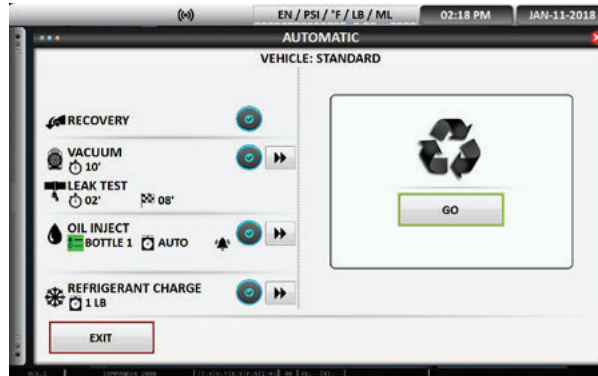 EN / PSI / °F / LB / ML
02:18 PM
JAN-11-2018
AUTOMATIC
VEHICLE: STANDARD
RECOVERY
VACUUM
10'
LEAK TEST
02' 08'
OIL INJECT
BOTTLE 1 AUTO
REFRIGERANT CHARGE
1 LB
GO
EXIT